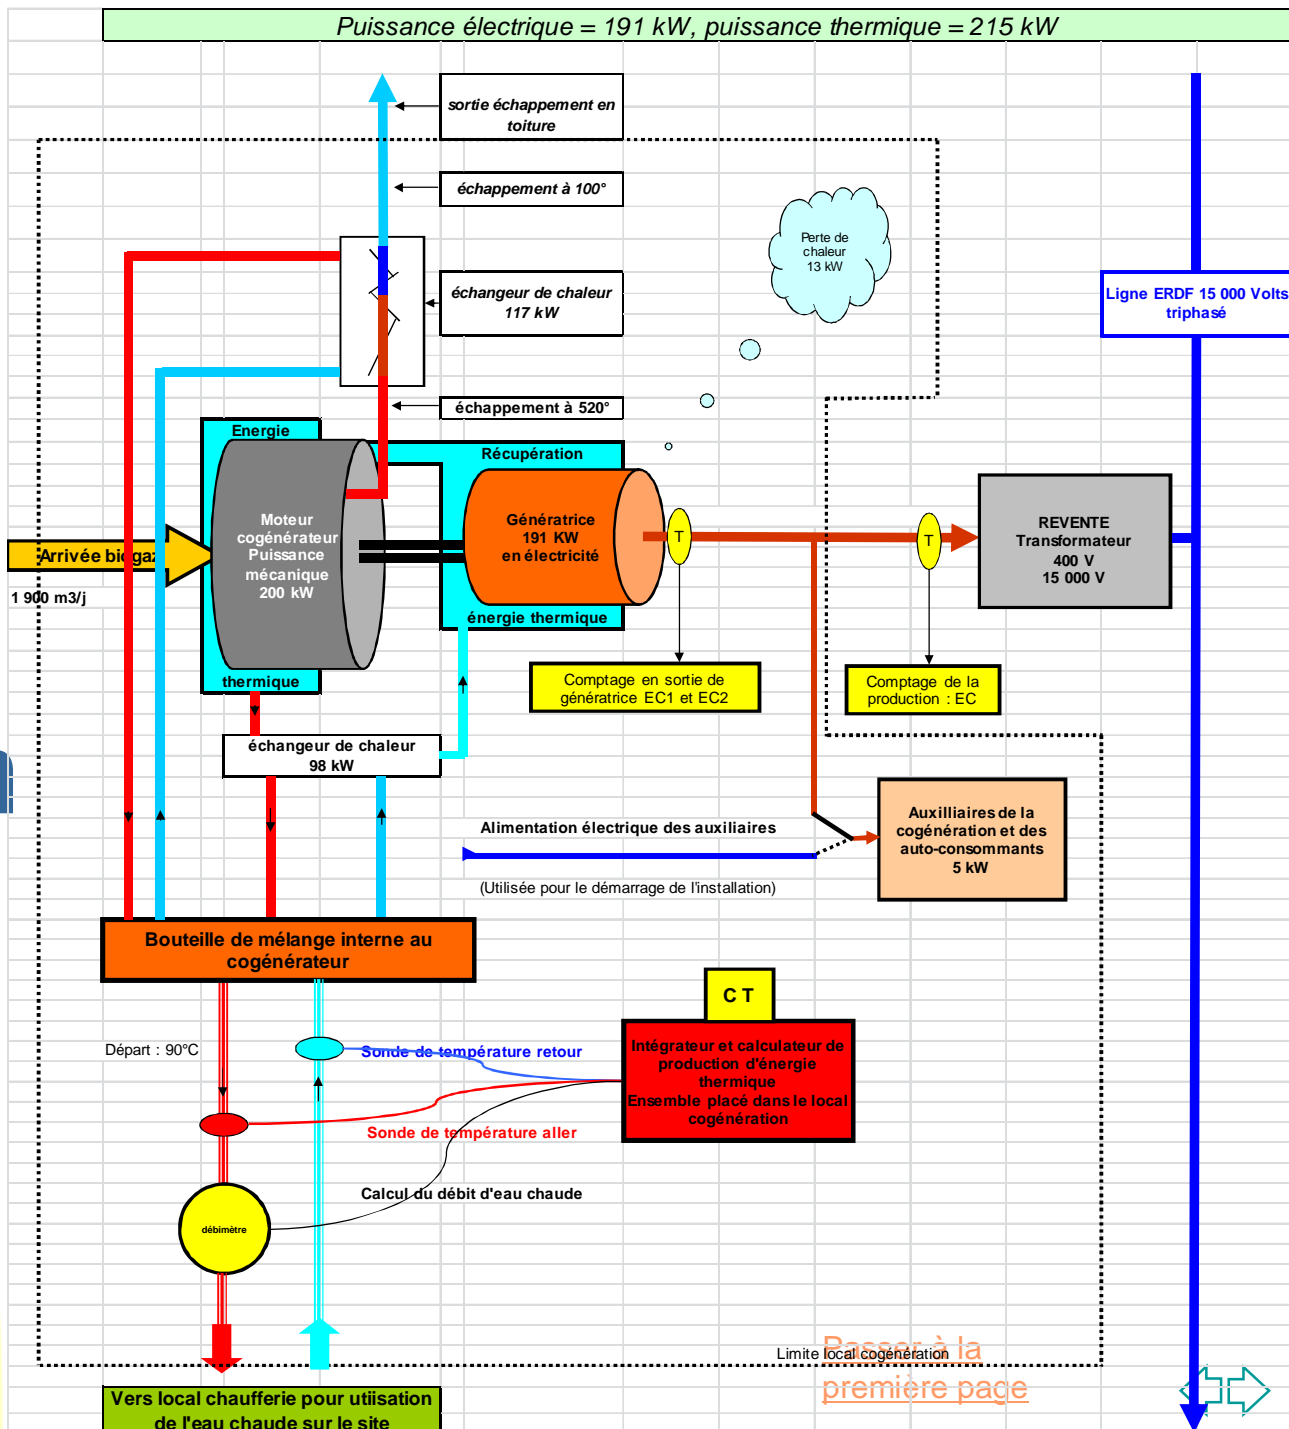 Puissance électrique = 191 kW, puissance thermique = 215 kW
sortie échappement en
toiture
échappement à 100°
Perte de
chaleur
13 kW
échangeur de chaleur
117 kW
Ligne ERDF 15 000 Volts
triphasé
échappement à 520°
Energie
Récupération
Moteur
cogénérateur
Puissance
mécanique
200 kW
Génératrice
191 KW
en électricité
T
T
REVENTE
Transformateur
400 V
15 000 V
Arrivée biogaz
1 900 m3/j
énergie thermique
thermique
Comptage en sortie de
génératrice EC1 et EC2
Comptage de la
production : EC
échangeur de chaleur
98 kW
Alimentation électrique des auxiliaires
(Utilisée pour le démarrage de l'installation)
Auxilliaires de la
cogénération et des
auto-consommants
5 kW
Bouteille de mélange interne au
cogénérateur
C T
Départ : 90°C
Sonde de température retour
Intégrateur et calculateur de
production d'énergie
thermique
Ensemble placé dans le local
cogénération
Sonde de température aller
Calcul du débit d'eau chaude
débimètre
Limite local cogénération
Passer à la
première page
Vers local chaufferie pour utiisation
de l'eau chaude sur le site